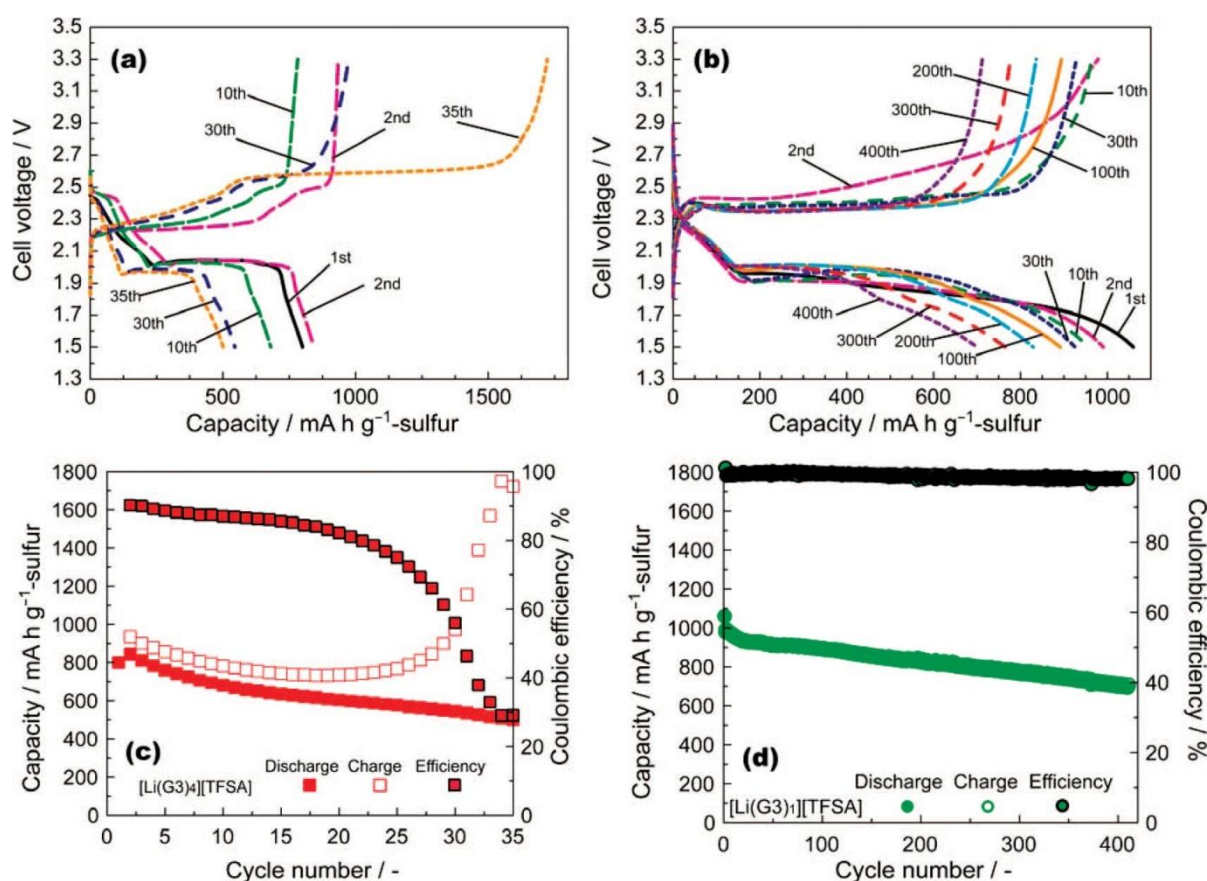 (a)
3.5
3.3
3.1
2.9
2.7
2.5
2.3
2.1
1.9
1.7
1.5
1.3
Cell voltage / V
10th
30th
2nd
35th
1st
2nd
35th
30th
10th
0 500 1000 1500
Capacity / mA h g⁻¹-sulfur
(b)
3.5
3.3
3.1
2.9
2.7
2.5
2.3
2.1
1.9
1.7
1.5
1.3
Cell voltage / V
200th
300th
400th
2nd
10th
30th
100th
30th
10th
2nd
1st
400th
300th
200th
100th
0 200 400 600 800 1000
Capacity / mA h g⁻¹-sulfur
1800
1600
1400
1200
1000
800
600
400
200
0
Capacity / mA h g⁻¹-sulfur
100
80
60
40
20
0
Coulombic efficiency / %
(c)
Discharge Charge Efficiency
[Li(G3)₄][TFSA]
0 5 10 15 20 25 30 35
Cycle number / -
1800
1600
1400
1200
1000
800
600
400
200
0
Capacity / mA h g⁻¹-sulfur
100
80
60
40
20
0
Coulombic efficiency / %
(d)
Discharge Charge Efficiency
[Li(G3)₁][TFSA]
0 100 200 300 400
Cycle number / -